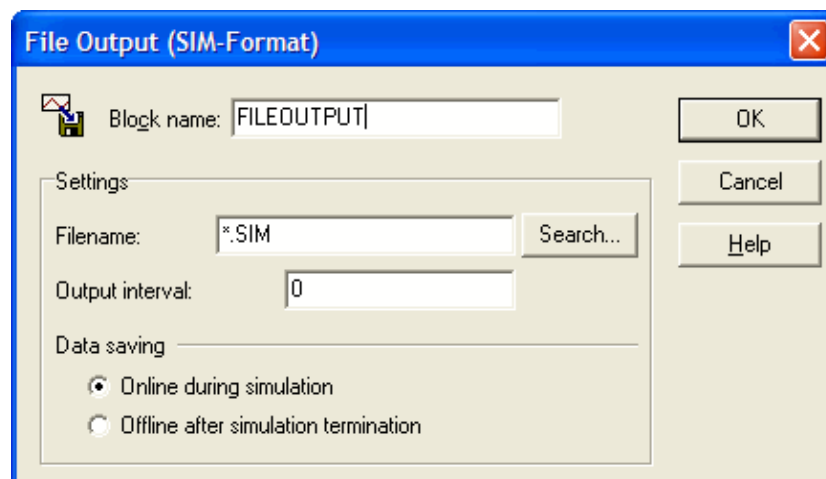 File Output (SIM-Format)
Block name: FILEOUTPUT OK
Settings Cancel
Filename: *.SIM Search... Help
Output interval: 0
Data saving
Online during simulation
Offline after simulation termination